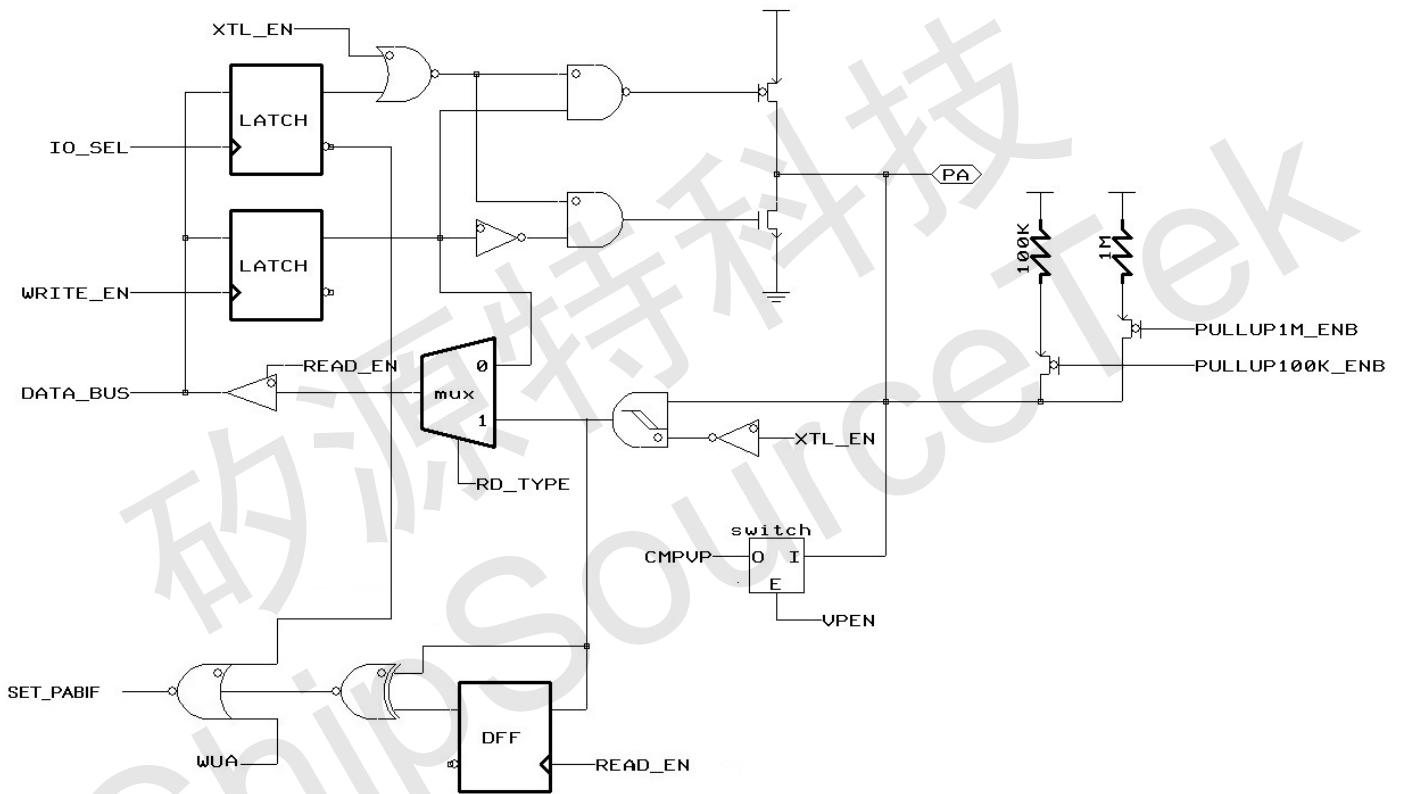 XTL_EN
LATCH
IO_SEL
PA
100K
1M
LATCH
WRITE_EN
PULLUP1M_ENB
READ_EN
PULLUP100K_ENB
0
DATA_BUS
mux
1
XTL_EN
RD_TYPE
switch
CMPVP
O I
E
VPEN
SET_PABIF
DFF
WUA
READ_EN
矽源特科技
ChipSourceTek